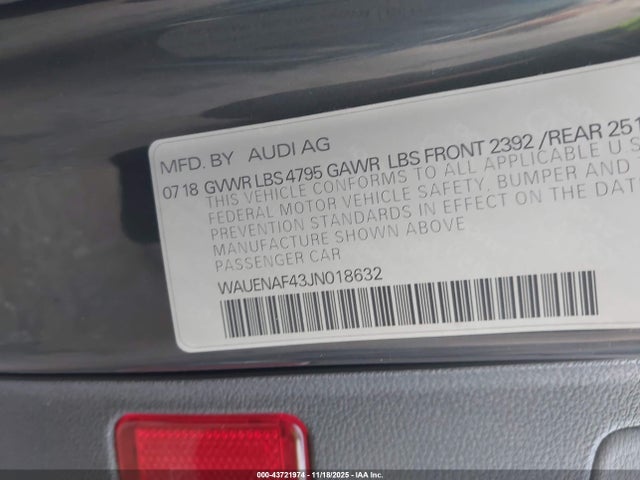 MFD. BY AUDI AG
07 18 GVWR LBS 4795 GAWR LBS FRONT 2392 /REAR 251
THIS VEHICLE CONFORMS TO ALL APPLICABLE U S
FEDERAL MOTOR VEHICLE SAFETY. BUMPER AND
PREVENTION STANDARDS IN EFFECT ON THE DAT
MANUFACTURE SHOWN ABOVE
PASSENGER CAR
WAUENAF43JN018632
000-43721974 | 11/18/2025 — IAA Inc.